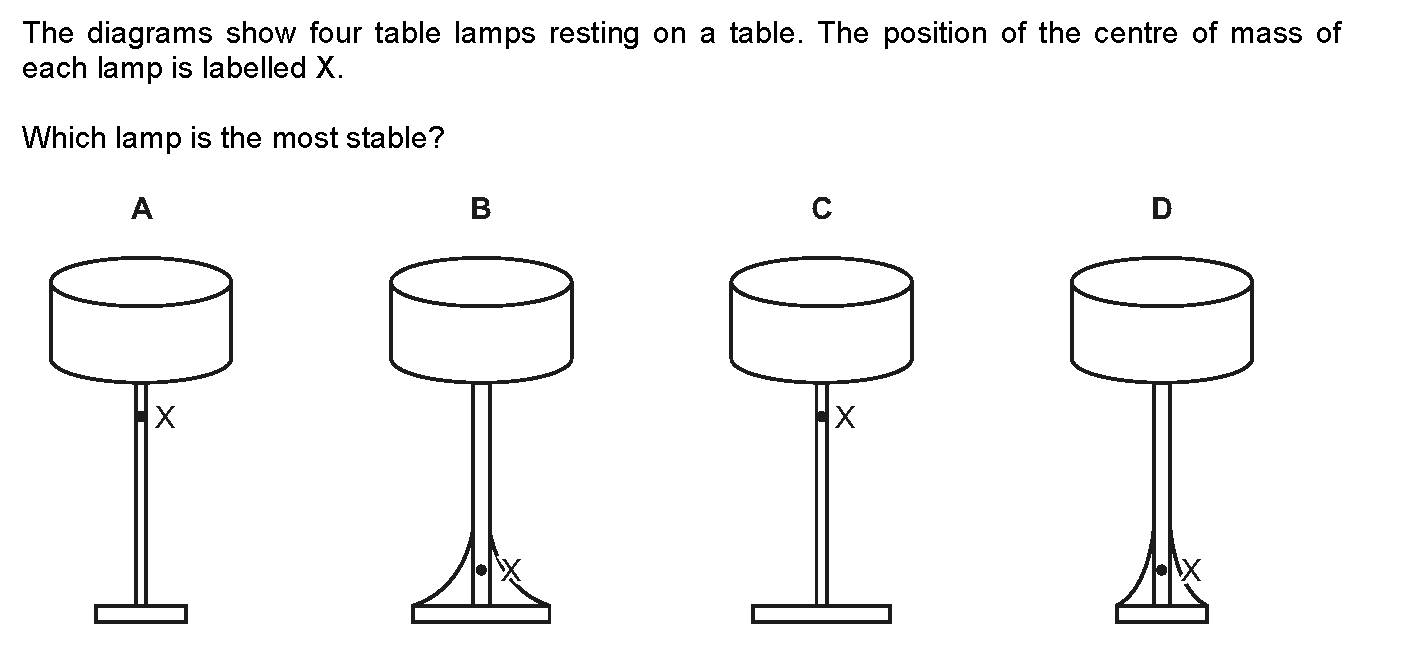 The diagrams show four table lamps resting on a table. The position of the centre of mass of
each lamp is labelled X.
Which lamp is the most stable?
A B C D
X X
X X